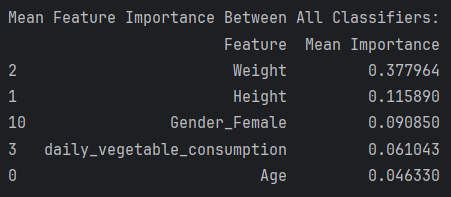 Mean Feature Importance Between All Classifiers:
Feature Mean Importance
2 Weight 0.377964
1 Height 0.115890
10 Gender_Female 0.090850
3 daily_vegetable_consumption 0.061043
0 Age 0.046330